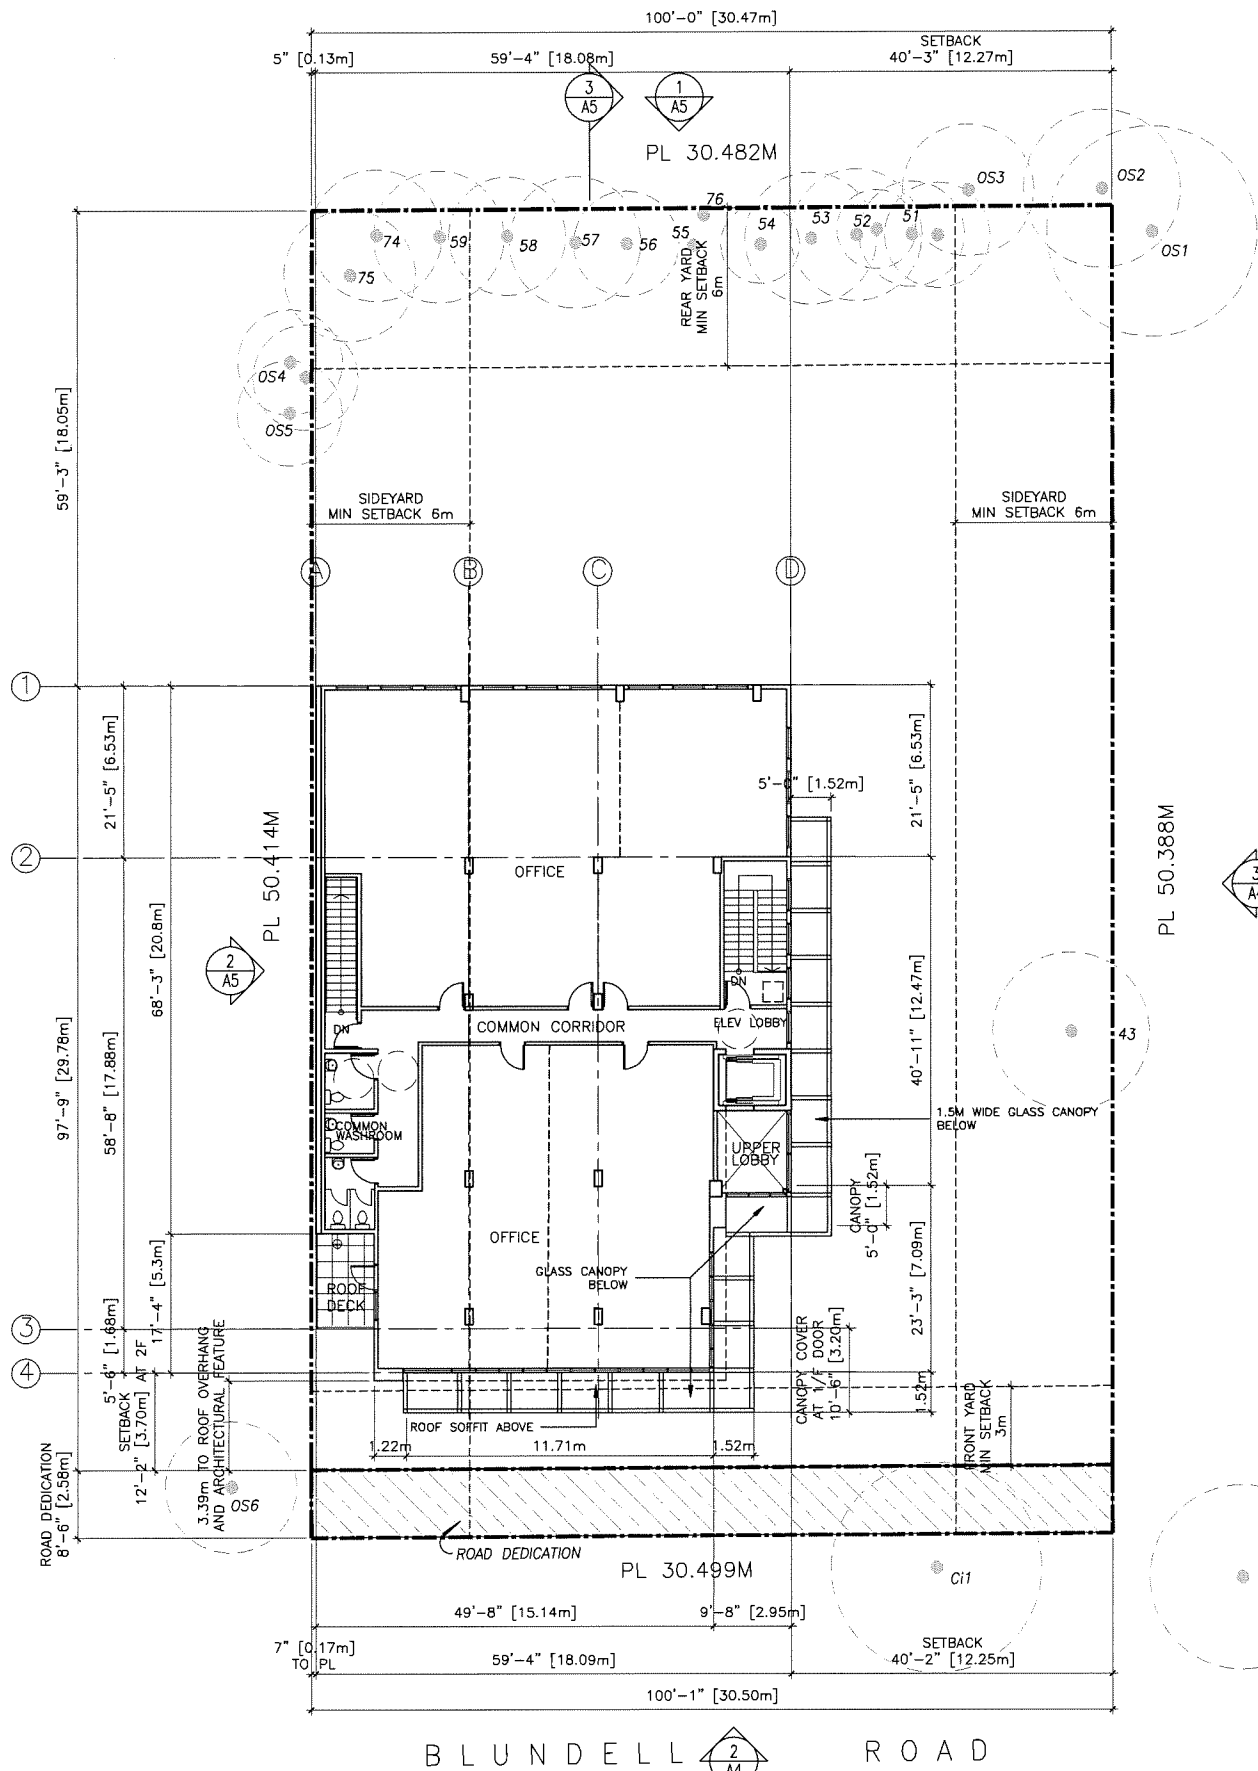 100'-0" [30.47m]
5" [0.13m]
59'-4" [18.08m]
SETBACK
40'-3" [12.27m]
3
A5
1
A5
PL 30.482M
OS3
OS2
OS1
74
59
58
57
56
55
76
54
53
52
51
75
REAR YARD
MIN SETBACK
6m
OS4
OS5
59'-3" [18.05m]
SIDEYARD
MIN SETBACK 6m
SIDEYARD
MIN SETBACK 6m
A
B
C
D
1
21'-5" [6.53m]
21'-5" [6.53m]
5'-0" [1.52m]
2
OFFICE
PL 50.414M
PL 50.388M
3
2
A5
68'-3" [20.8m]
DN
DN
COMMON CORRIDOR
ELEV LOBBY
43
97'-9" [29.78m]
58'-8" [17.88m]
40'-11" [12.47m]
COMMON
WASHROOM
UPPER
LOBBY
1.5M WIDE GLASS CANOPY
BELOW
CANOPY
5'-0" [1.52m]
OFFICE
GLASS CANOPY
BELOW
ROOF
DECK
17'-4" [5.3m]
23'-3" [7.09m]
3
5'-6" [1.68m]
4
SETBACK
12'-2" [3.70m] AT 2F
3.39m TO ROOF OVERHANG
AND ARCHITECTURAL FEATURE
CANOPY COVER
AT 1/F DOOR
10'-6" [3.20m]
1.52m
ROOF SOFFIT ABOVE
1.22m
11.71m
1.52m
FRONT YARD
MIN SETBACK
3m
ROAD DEDICATION
8'-6" [2.58m]
OS6
ROAD DEDICATION
PL 30.499M
Ci1
49'-8" [15.14m]
9'-8" [2.95m]
7" [0.17m]
TO PL
59'-4" [18.09m]
SETBACK
40'-2" [12.25m]
100'-1" [30.50m]
BLUNDELL ROAD
2